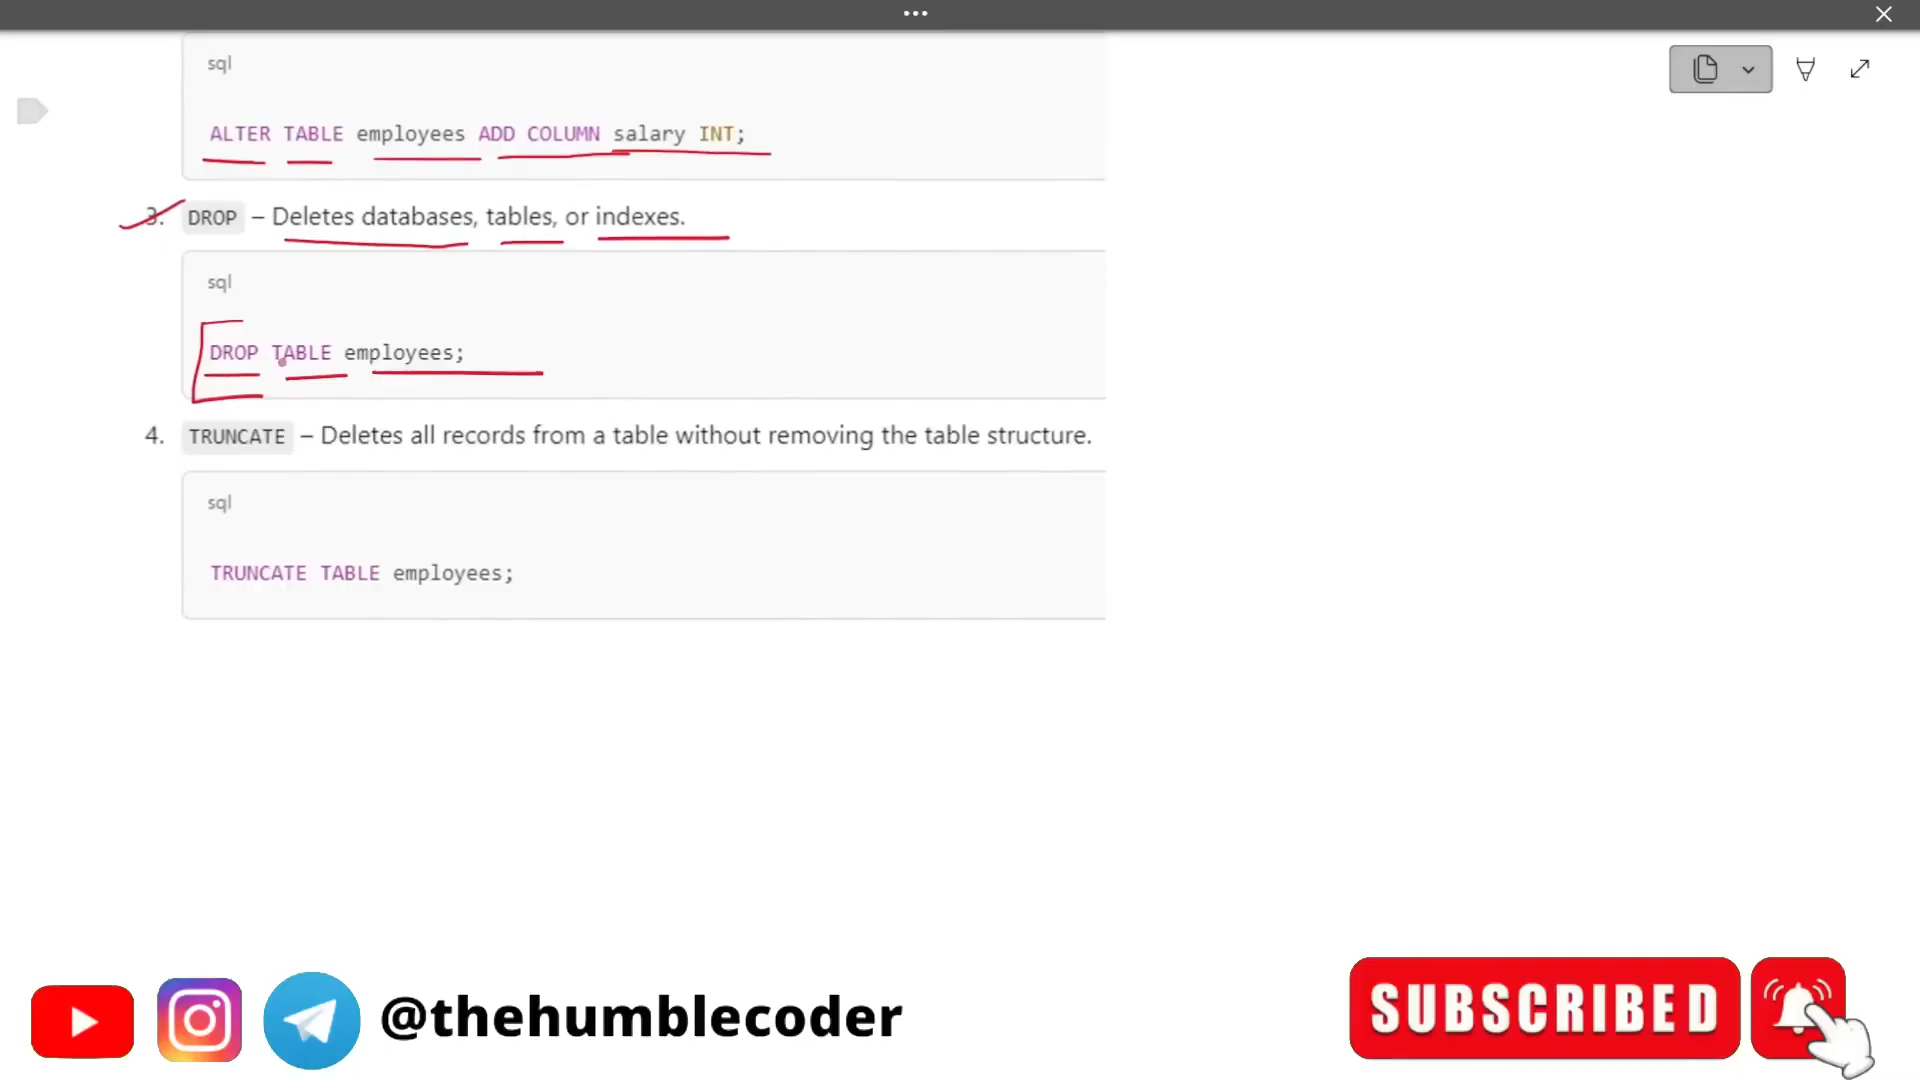 sql
ALTER TABLE employees ADD COLUMN salary INT;
3. DROP – Deletes databases, tables, or indexes.
sql
DROP TABLE employees;
4. TRUNCATE – Deletes all records from a table without removing the table structure.
sql
TRUNCATE TABLE employees;
@thehumblecoder
SUBSCRIBED